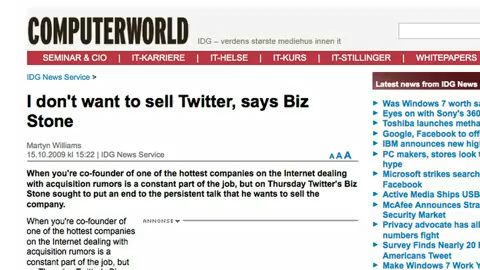 COMPUTERWORLD
IDG – verdens største mediehus innen it
SEMINAR & CIO | IT-KARRIERE | IT-HELSE | IT-KURS | IT-STILLINGER | WHITEPAPERS
IDG News Service >
I don't want to sell Twitter, says Biz
Stone
Martyn Williams
15.10.2009 kl 15:22 | IDG News Service
A A A
When you're co-founder of one of the hottest companies on the Internet dealing
with acquisition rumors is a constant part of the job, but on Thursday Twitter's Biz
Stone sought to put an end to the persistent talk that he wants to sell the
company.
When you're co-founder
of one of the hottest
companies on the
Internet dealing with
acquisition rumors is a
constant part of the job,
ANNONSE
Latest news from IDG News
Was Windows 7 worth
Eyes on with Sony's 360
Toshiba launches
Google, Facebook to
IBM announces new
PC makers, stores look
hype
Microsoft strikes search
Facebook
Active Media Ships USB
McAfee Announces
Security Market
Privacy advocate has
numbers fight
Survey Finds Nearly 20
Americans Tweet
Make Windows 7 Work